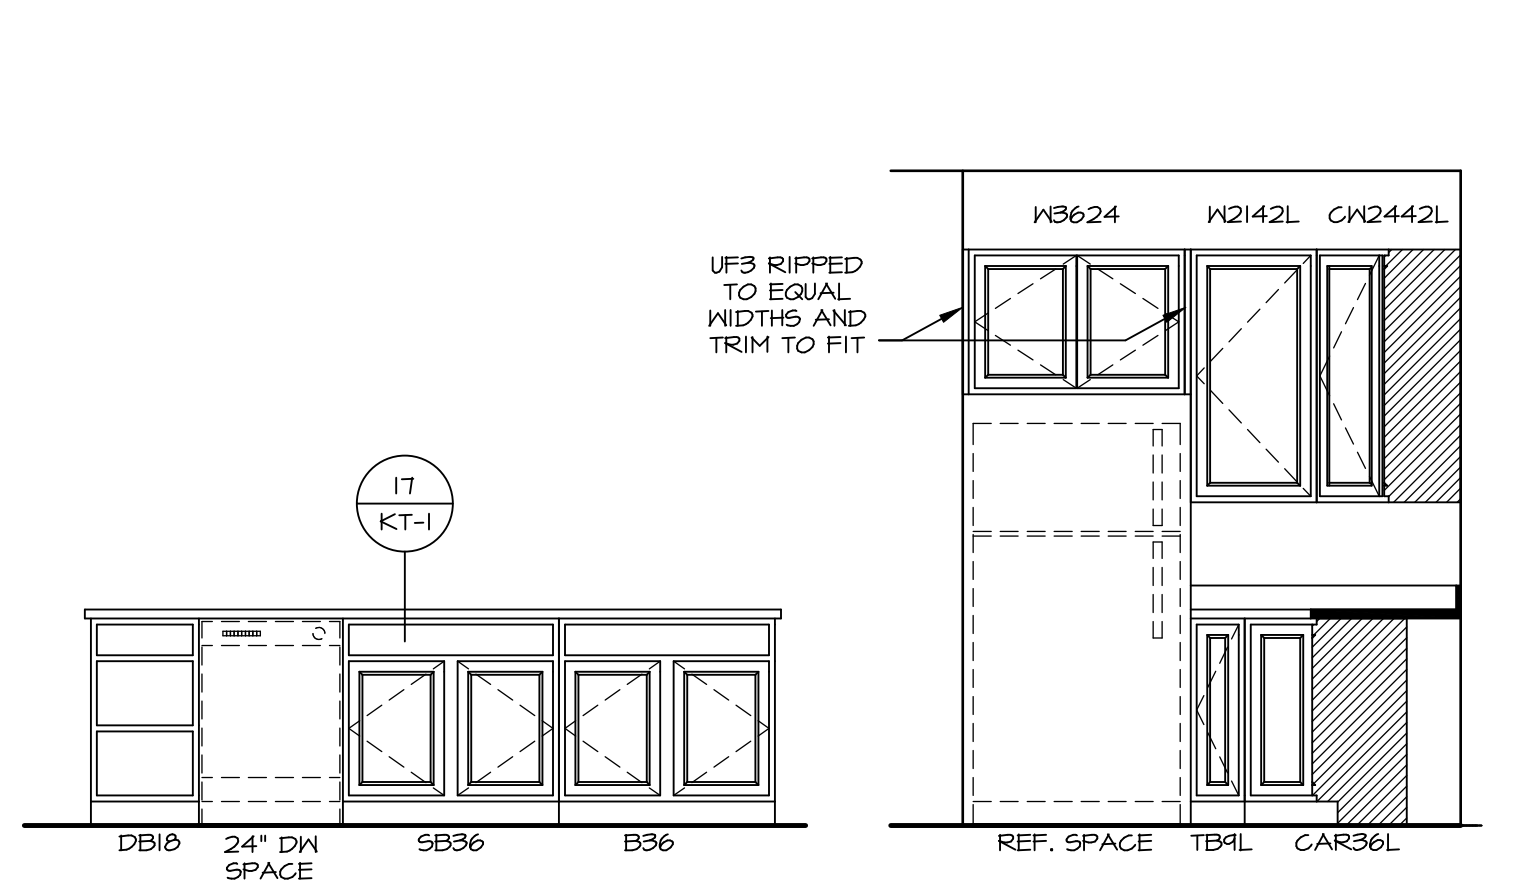 W3624
W2142L
CW2442L
UF3 RIPPED
TO EQUAL
WIDTHS AND
TRIM TO FIT
17
KT-1
DB18
24" DW
SPACE
SB36
B36
REF. SPACE
TB9L
CAR36L